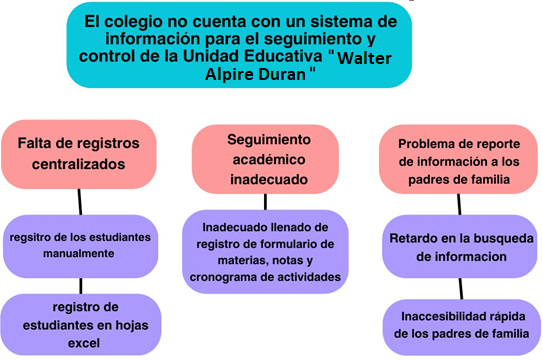 El colegio no cuenta con un sistema de
información para el seguimiento y
control de la Unidad Educativa "Walter
Alpire Duran"
Falta de registros
centralizados
Seguimiento
académico
inadecuado
Problema de reporte
de información a los
padres de familia
regsitro de los estudiantes
manualmente
Inadecuado llenado de
registro de formulario de
materias, notas y
cronograma de actividades
Retardo en la busqueda
de informacion
registro de
estudiantes en hojas
excel
Inaccesibilidad rápida
de los padres de familia